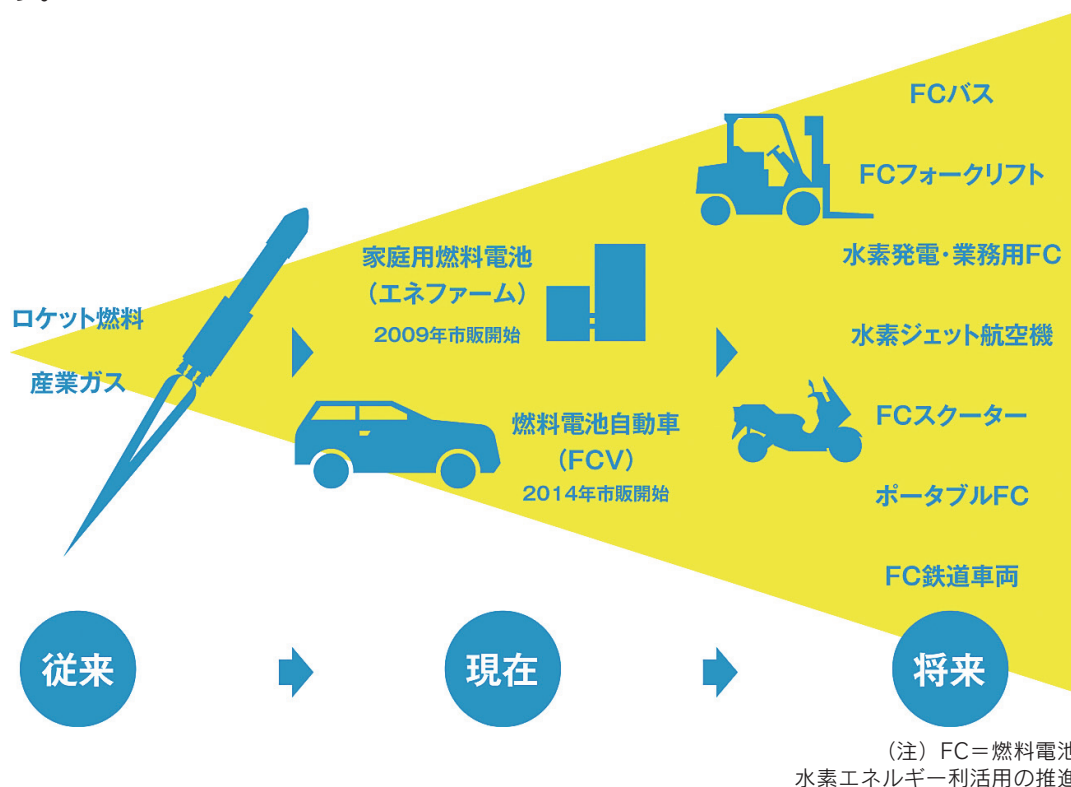 ロケット燃料
産業ガス
家庭用燃料電池
（エネファーム）
2009年市販開始
燃料電池自動車
（FCV）
2014年市販開始
FCバス
FCフォークリフト
水素発電・業務用FC
水素ジェット航空機
FCスクーター
ポータブルFC
FC鉄道車両
従来
現在
将来
（注）FC＝燃料電池
水素エネルギー利活用の推進